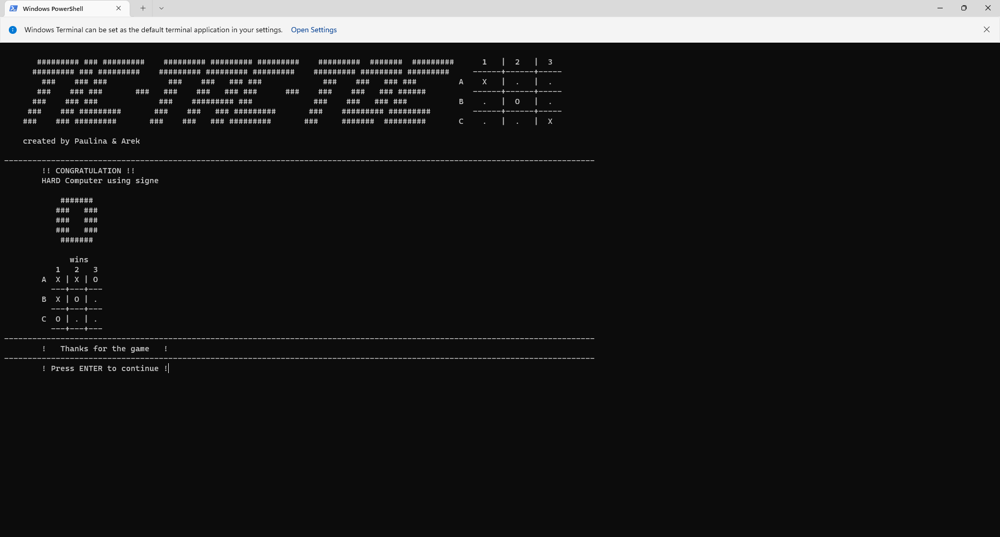 Windows PowerShell
Windows Terminal can be set as the default terminal application in your settings. Open Settings
######### ### #########    ######### ######### #########    #########  #######  #########      1   |  2   |  3
######### ### #########    ######### ######### #########    ######### ######### #########     ------+------+-----
###    ### ###             ###    ###   ### ###             ###    ###   ### ###         A    X   |  .   |  .
###    ### ###       ###   ###    ###   ### ###      ###    ###    ###   ### ######          ------+------+-----
###    ### ###             ###    ######### ###             ###    ###   ### ###           B    .   |  O   |  .
###    ### #########       ###    ###   ### #########       ###    ######### #########         ------+------+-----
###    ### #########       ###    ###   ### #########       ###     #######  #########       C    .   |  .   |  X
created by Paulina & Arek
!! CONGRATULATION !!
HARD Computer using signe
 #######
###   ###
###   ###
###   ###
 #######
wins
1   2   3
A  X | X | O
---+---+---
B  X | O | .
---+---+---
C  O | . | .
---+---+---
!   Thanks for the game   !
! Press ENTER to continue !